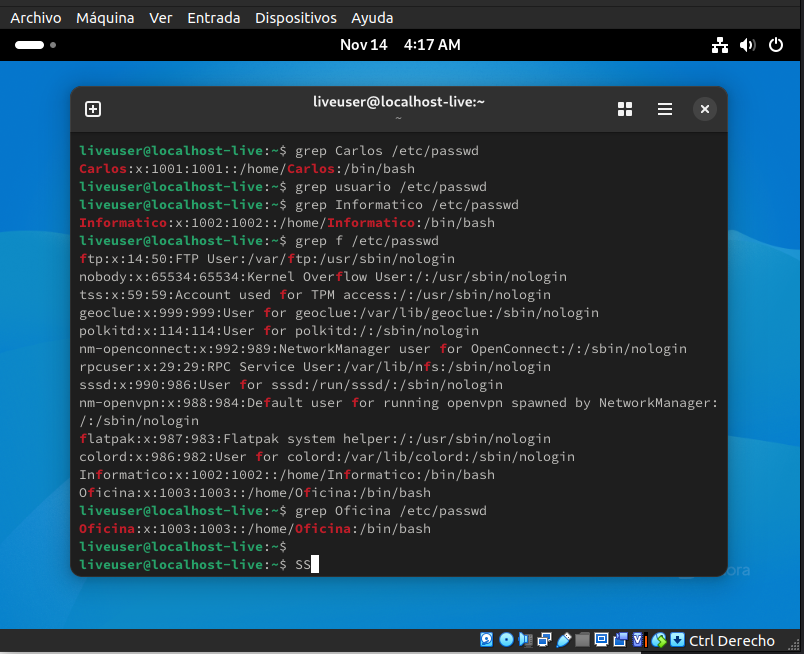 Archivo Máquina Ver Entrada Dispositivos Ayuda
Nov 14 4:17 AM
liveuser@localhost-live:~
~
liveuser@localhost-live:~$ grep Carlos /etc/passwd
Carlos:x:1001:1001::/home/Carlos:/bin/bash
liveuser@localhost-live:~$ grep usuario /etc/passwd
liveuser@localhost-live:~$ grep Informatico /etc/passwd
Informatico:x:1002:1002::/home/Informatico:/bin/bash
liveuser@localhost-live:~$ grep f /etc/passwd
ftp:x:14:50:FTP User:/var/ftp:/usr/sbin/nologin
nobody:x:65534:65534:Kernel Overflow User:/:/usr/sbin/nologin
tss:x:59:59:Account used for TPM access:/:/usr/sbin/nologin
geoclue:x:999:999:User for geoclue:/var/lib/geoclue:/sbin/nologin
polkitd:x:114:114:User for polkitd:/:/sbin/nologin
nm-openconnect:x:992:989:NetworkManager user for OpenConnect:/:/sbin/nologin
rpcuser:x:29:29:RPC Service User:/var/lib/nfs:/sbin/nologin
sssd:x:990:986:User for sssd:/run/sssd/:/sbin/nologin
nm-openvpn:x:988:984:Default user for running openvpn spawned by NetworkManager:
/:/sbin/nologin
flatpak:x:987:983:Flatpak system helper:/:/usr/sbin/nologin
colord:x:986:982:User for colord:/var/lib/colord:/sbin/nologin
Informatico:x:1002:1002::/home/Informatico:/bin/bash
Oficina:x:1003:1003::/home/Oficina:/bin/bash
liveuser@localhost-live:~$ grep Oficina /etc/passwd
Oficina:x:1003:1003::/home/Oficina:/bin/bash
liveuser@localhost-live:~$
liveuser@localhost-live:~$ SS
Ctrl Derecho